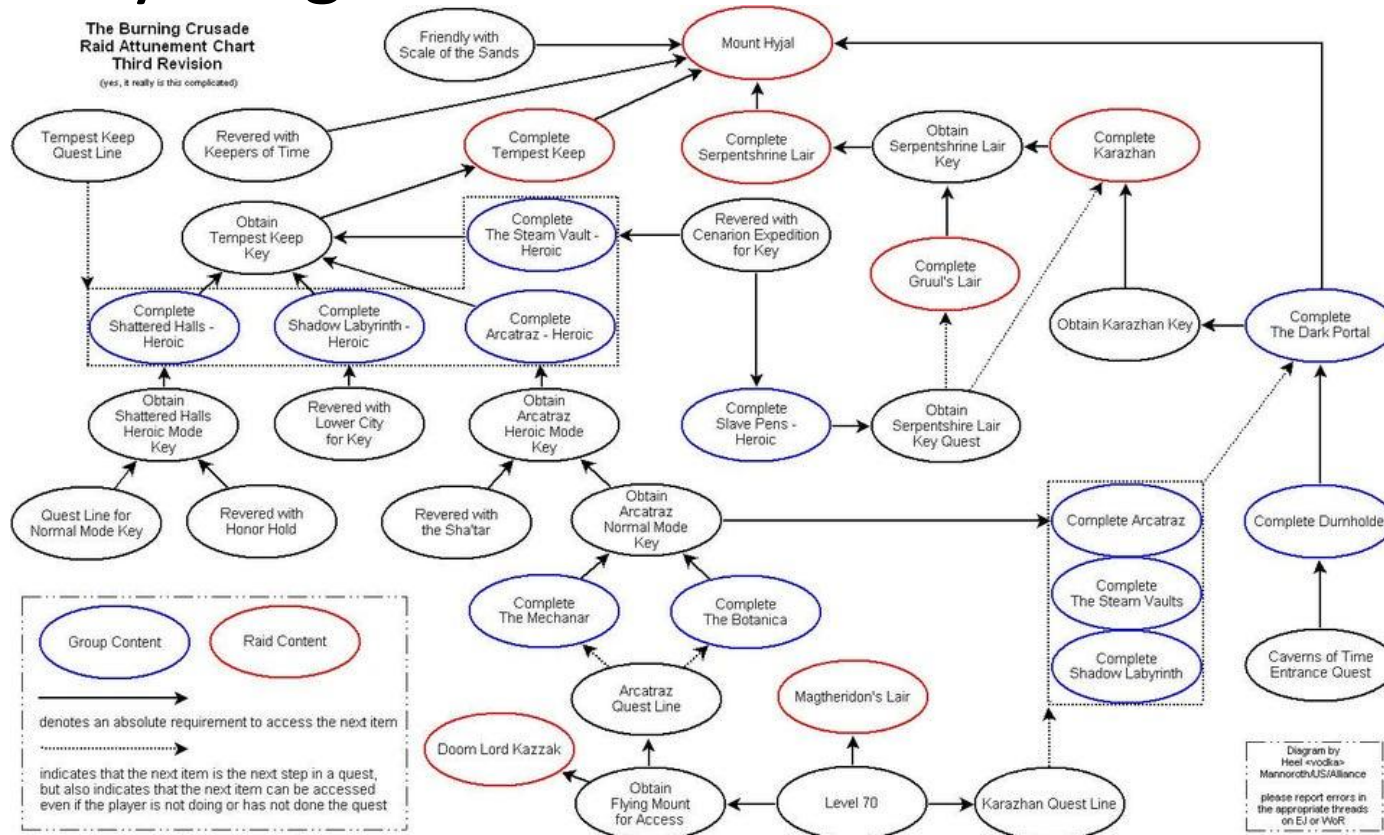 The Burning Crusade
Raid Attunement Chart
Third Revision
(yes, it really is this complicated)
Friendly with
Scale of the Sands
Mount Hyjal
Tempest Keep
Quest Line
Revered with
Keepers of Time
Complete
Tempest Keep
Complete
Serpentshrine Lair
Obtain
Serpentshrine Lair
Key
Complete
Karazhan
Obtain
Tempest Keep
Key
Complete
The Steam Vault -
Heroic
Revered with
Cenarion Expedition
for Key
Complete
Gruul's Lair
Complete
Shattered Halls -
Heroic
Complete
Shadow Labyrinth -
Heroic
Complete
Arcatraz - Heroic
Obtain Karazhan Key
Complete
The Dark Portal
Obtain
Shattered Halls
Heroic Mode
Key
Revered with
Lower City
for Key
Obtain
Arcatraz
Heroic Mode
Key
Complete
Slave Pens -
Heroic
Obtain
Serpentshire Lair
Key Quest
Quest Line for
Normal Mode Key
Revered with
Honor Hold
Revered with
the Sha'tar
Obtain
Arcatraz
Normal Mode
Key
Complete Arcatraz
Complete Durnholde
Complete
The Mechanar
Complete
The Botanica
Complete
The Steam Vaults
Group Content
Raid Content
Complete
Shadow Labyrinth
Caverns of Time
Entrance Quest
Arcatraz
Quest Line
Magtheridon's Lair
denotes an absolute requirement to access the next item
Doom Lord Kazzak
indicates that the next item is the next step in a quest,
but also indicates that the next item can be accessed
even if the player is not doing or has not done the quest
Obtain
Flying Mount
for Access
Level 70
Karazhan Quest Line
Diagram by
Heel <vodka>
Mannoroth/US/Alliance
please report errors in
the appropriate threads
on EJ or WoR